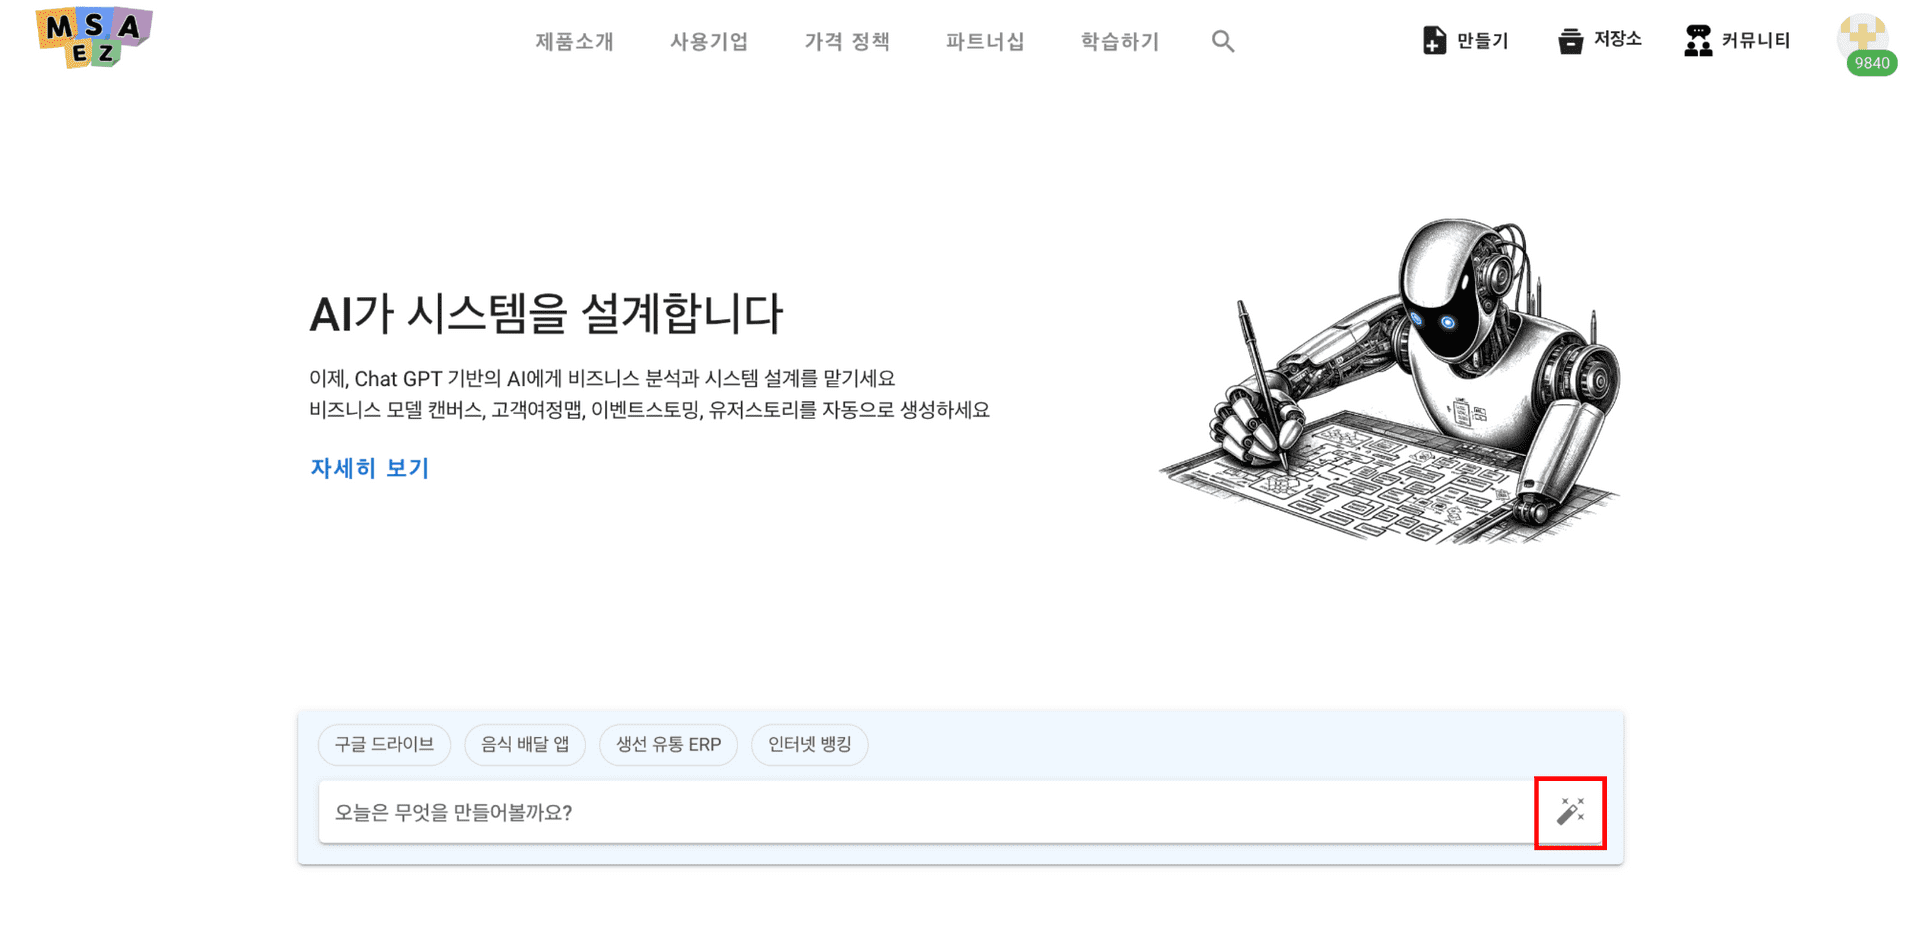 MSA
EZ
제품소개
사용기업
가격 정책
파트너십
학습하기
만들기
저장소
커뮤니티
9840
AI가 시스템을 설계합니다
이제, Chat GPT 기반의 AI에게 비즈니스 분석과 시스템 설계를 맡기세요
비즈니스 모델 캔버스, 고객여정맵, 이벤트스토밍, 유저스토리를 자동으로 생성하세요
자세히 보기
구글 드라이브
음식 배달 앱
생선 유통 ERP
인터넷 뱅킹
오늘은 무엇을 만들어볼까요?